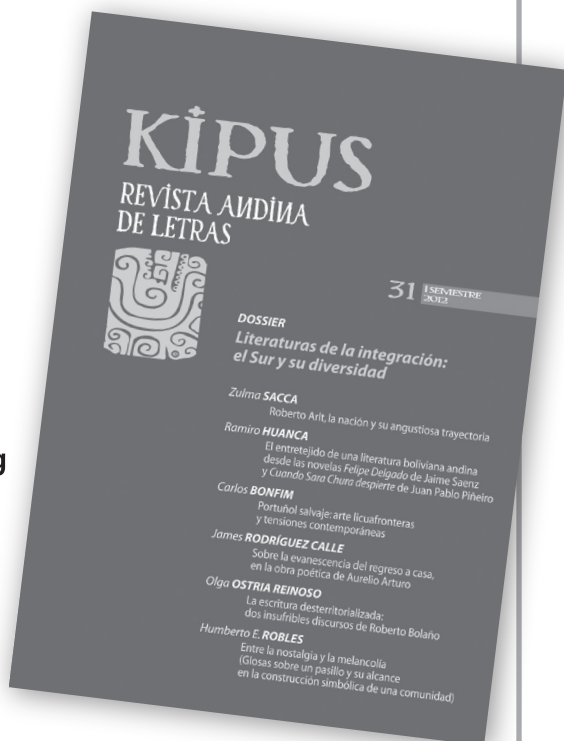 KIPUS
REVISTA ANDINA
DE LETRAS
31 I SEMESTRE
2012
DOSSIER
Literaturas de la integración:
el Sur y su diversidad
Zulma SACCA
Roberto Arlt, la nación y su angustiosa trayectoria
Ramiro HUANCA
El entretejido de una literatura boliviana andina
desde las novelas Felipe Delgado de Jaime Saenz
y Cuando Sara Chura despierte de Juan Pablo Piñeiro
Carlos BONFIM
Portuñol salvaje: arte licuafronteras
y tensiones contemporáneas
James RODRÍGUEZ CALLE
Sobre la evanescencia del regreso a casa,
en la obra poética de Aurelio Arturo
Olga OSTRIA REINOSO
La escritura desterritorializada:
dos insufribles discursos de Roberto Bolaño
Humberto E. ROBLES
Entre la nostalgia y la melancolía
(Glosas sobre un pasillo y su alcance
en la construcción simbólica de una comunidad)
g